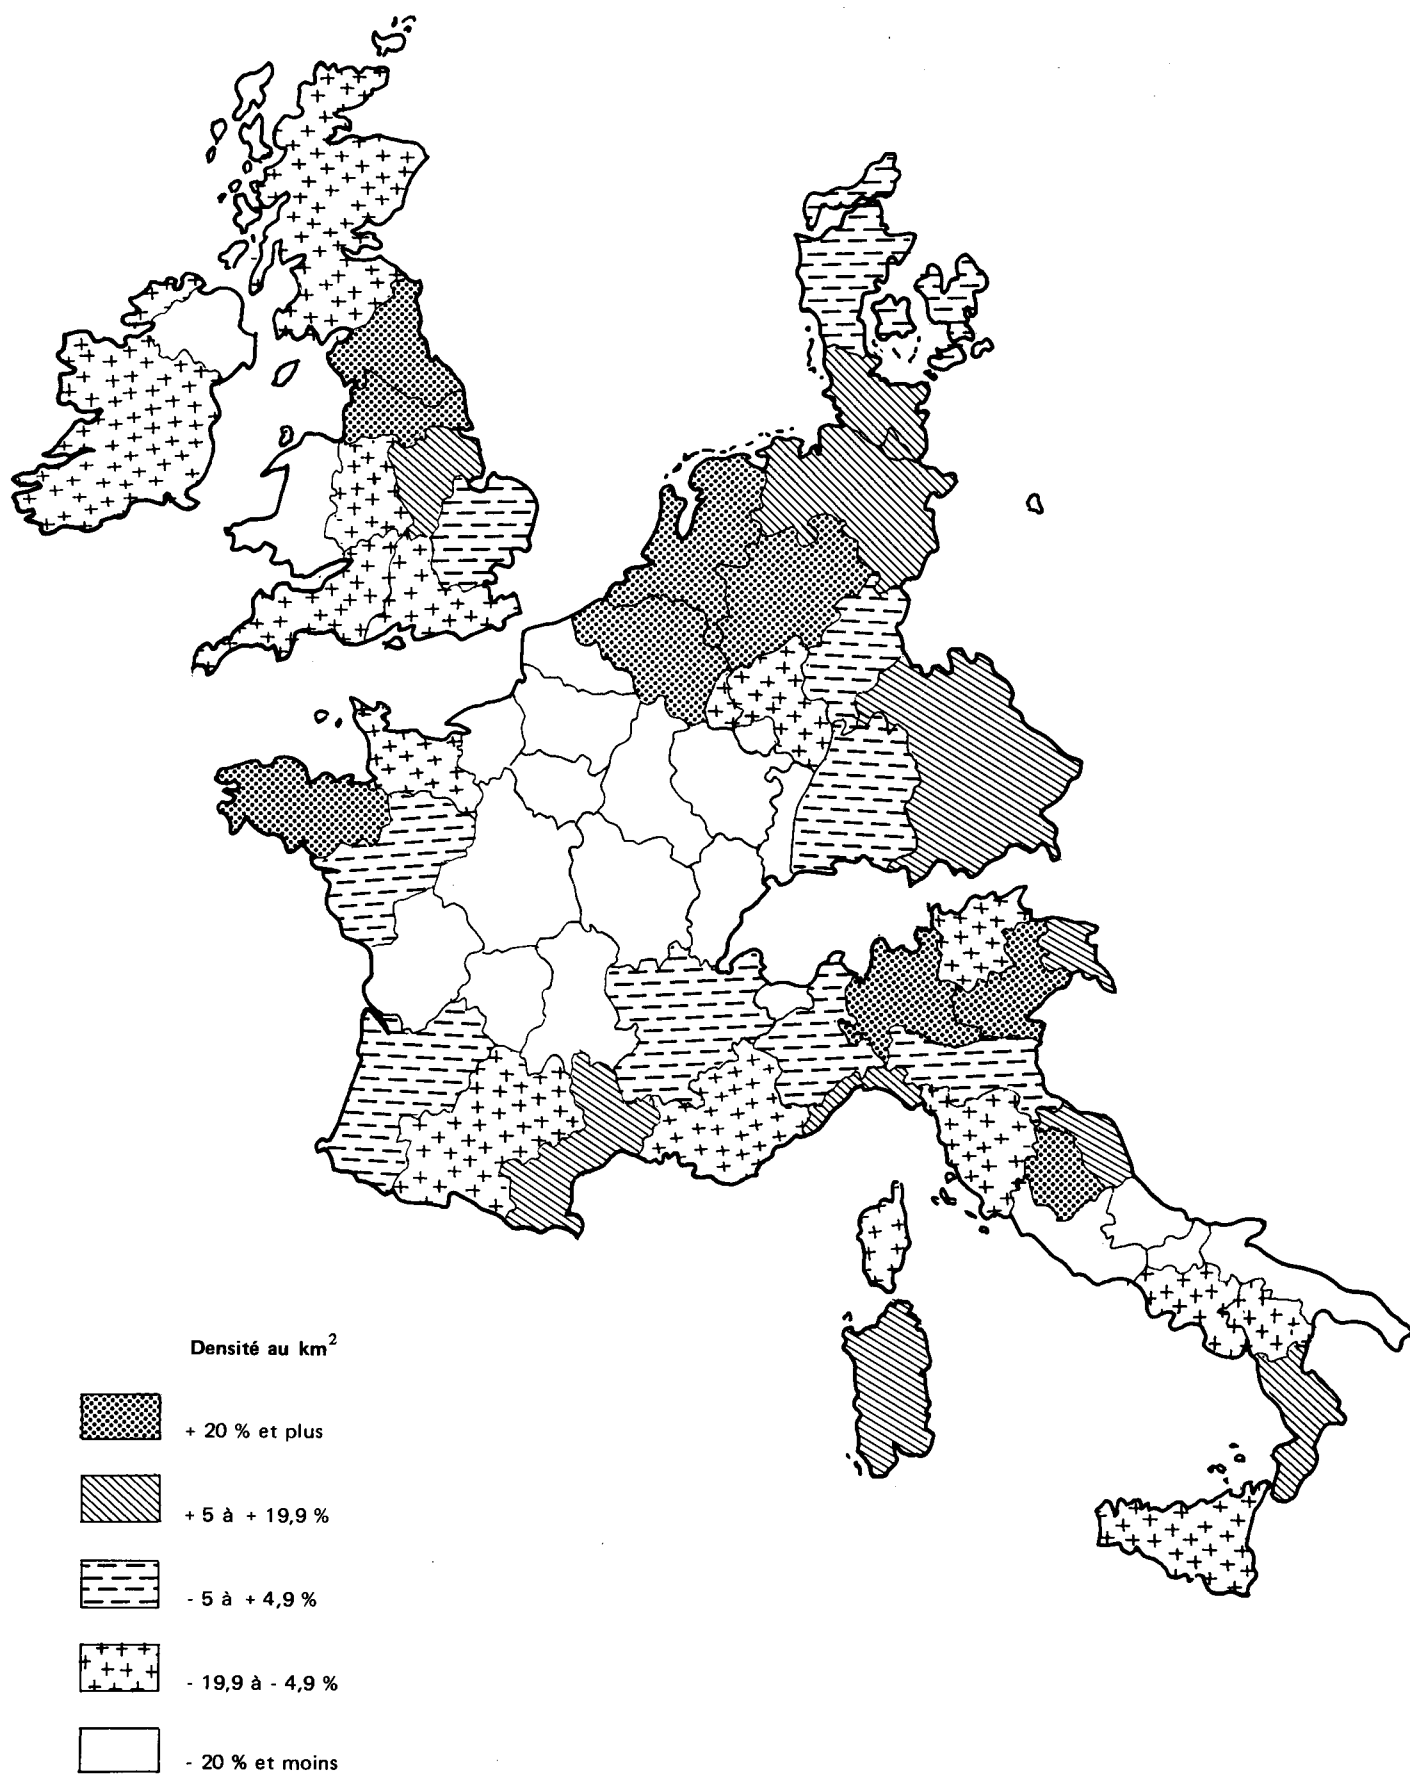 Densité au km²
+ 20 % et plus
+ 5 à + 19,9 %
- 5 à + 4,9 %
- 19,9 à - 4,9 %
- 20 % et moins